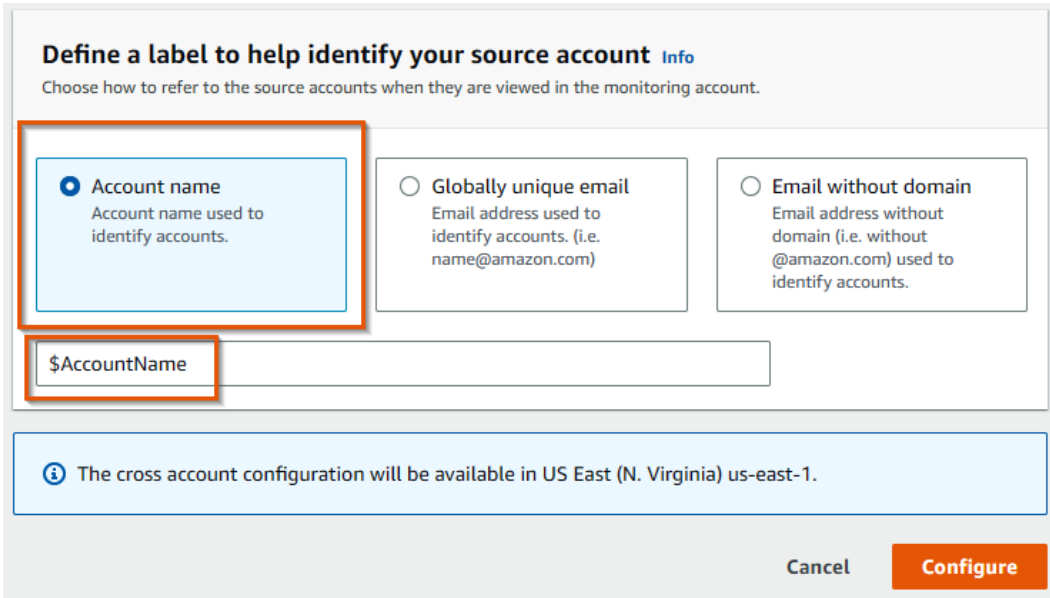 Define a label to help identify your source account Info
Choose how to refer to the source accounts when they are viewed in the monitoring account.
Account name
Account name used to
identify accounts.
Globally unique email
Email address used to
identify accounts. (i.e.
name@amazon.com)
Email without domain
Email address without
domain (i.e. without
@amazon.com) used to
identify accounts.
$AccountName
The cross account configuration will be available in US East (N. Virginia) us-east-1.
Cancel Configure